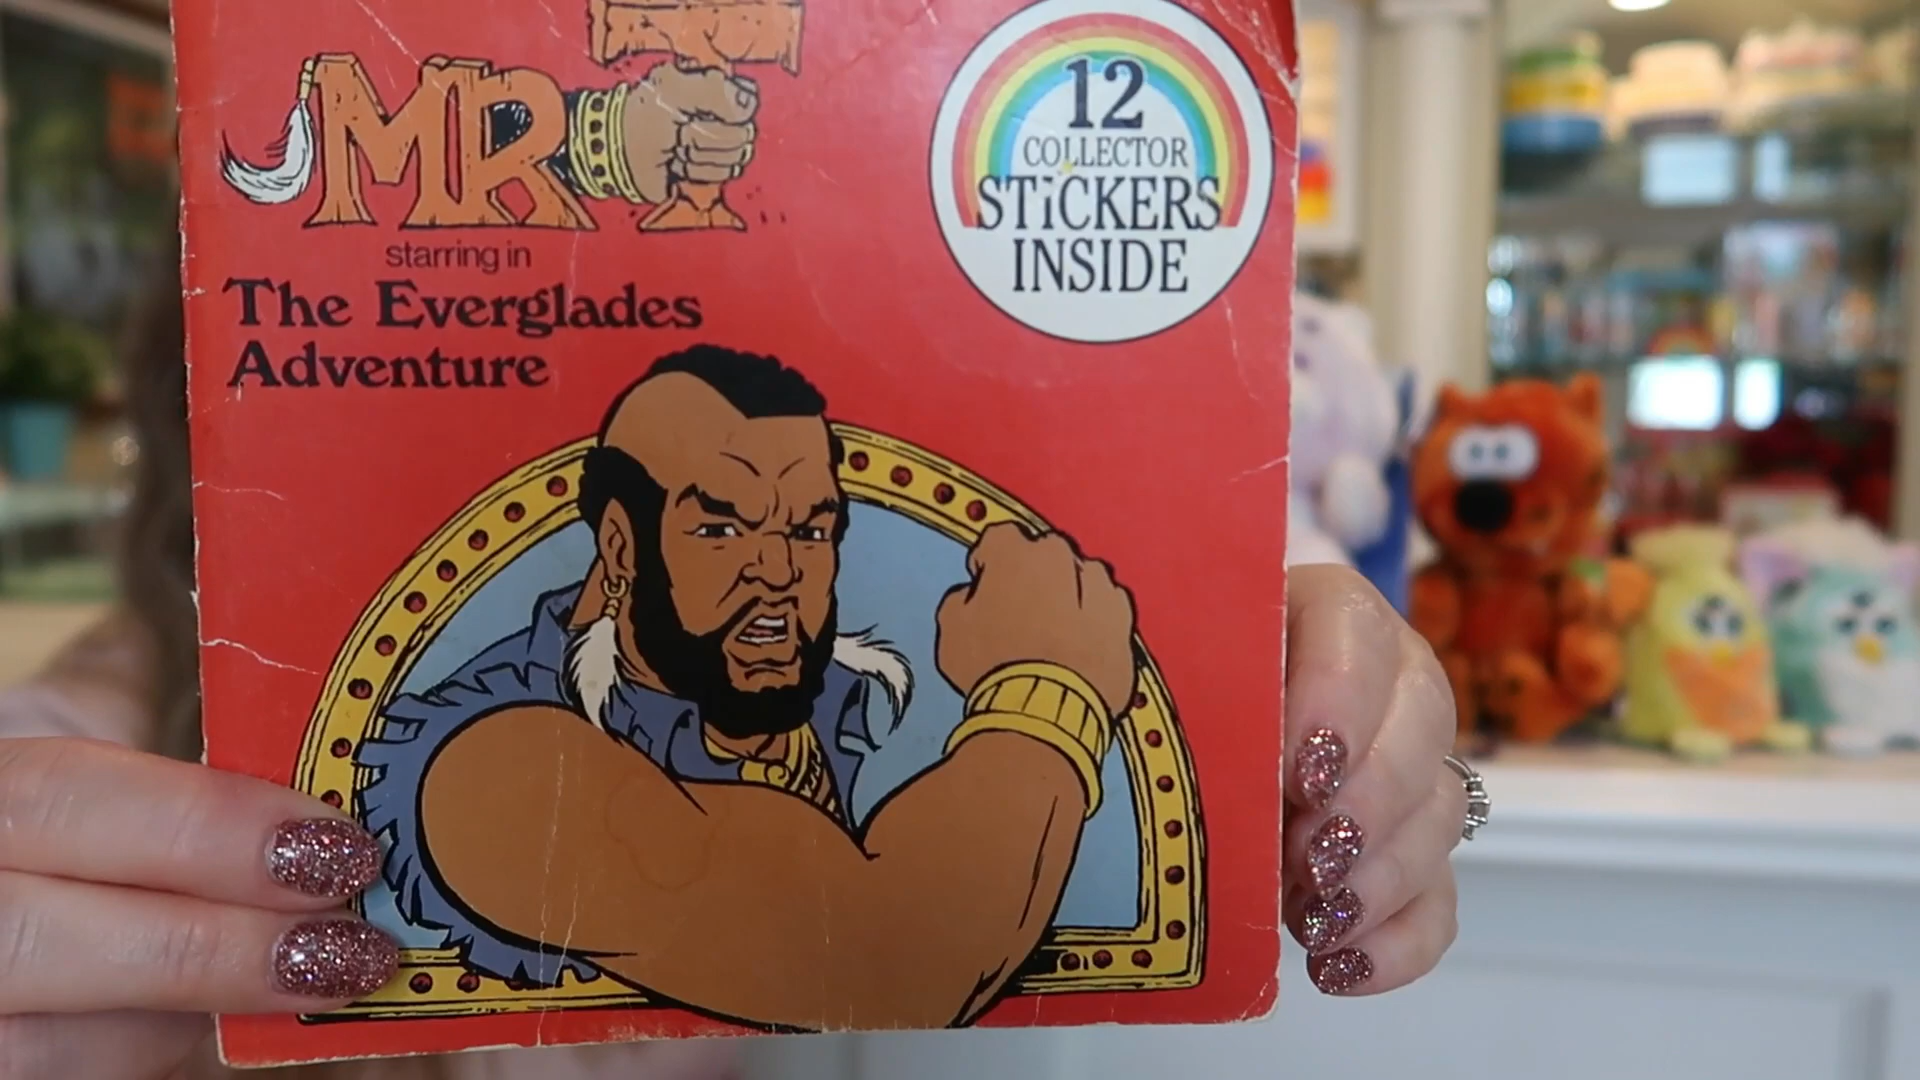 MR T
starring in
The Everglades
Adventure
12
COLLECTOR
STiCKERS
INSIDE